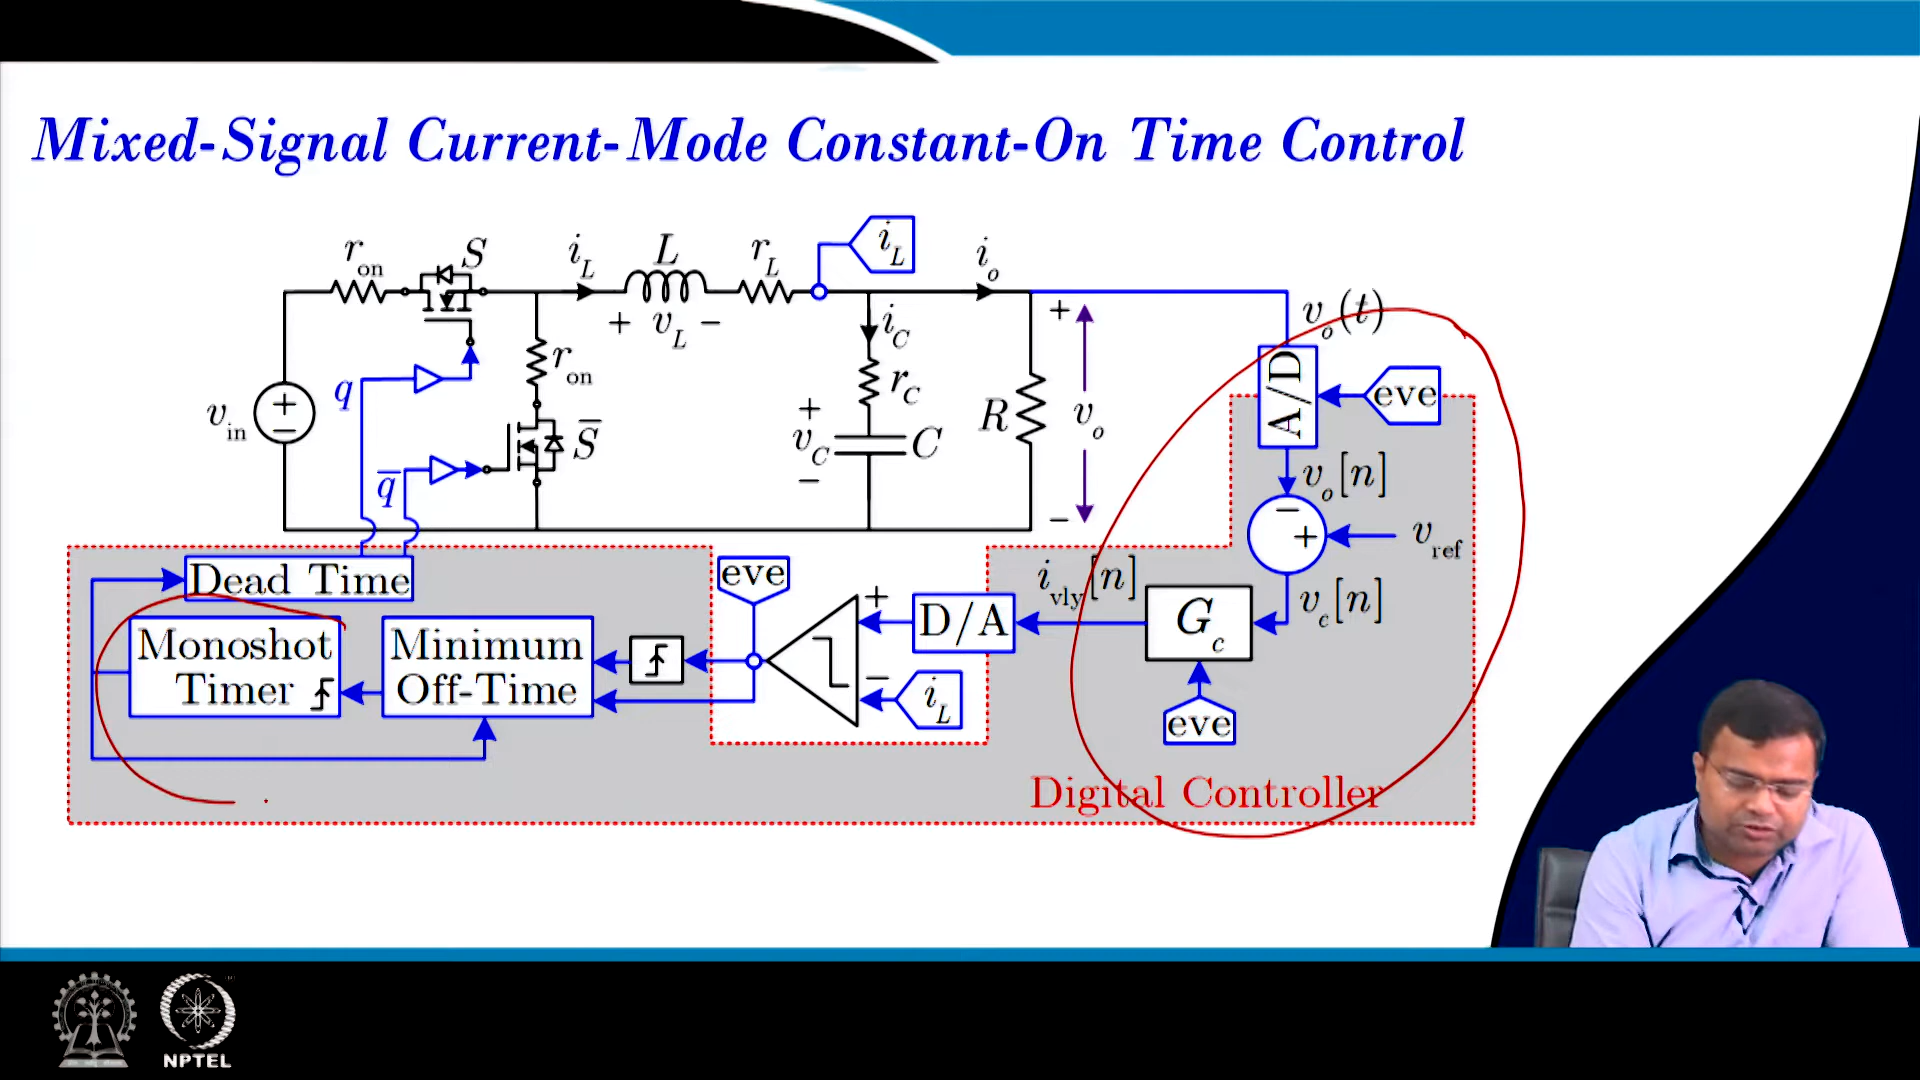 Mixed-Signal Current-Mode Constant-On Time Control
r_on
S
i_L
L
r_L
i_L
i_o
+ v_L −
i_C
+
v_o(t)
r_on
r_C
A/D
eve
q
v_in
+
−
+
v_C
−
C
R
v_o
S̅
q̅
v_o[n]
−
−
+
v_ref
Dead Time
eve
+
D/A
i_vly[n]
G_c
v_c[n]
Monoshot
Timer
Minimum
Off-Time
−
i_L
eve
Digital Controller
NPTEL